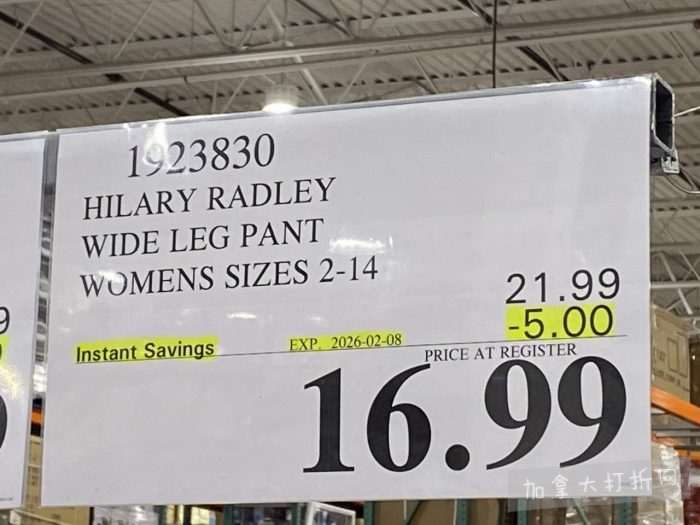 1923830
HILARY RADLEY
WIDE LEG PANT
WOMENS SIZES 2-14
21.99
-5.00
Instant Savings EXP. 2026-02-08
PRICE AT REGISTER
16.99
加拿大打折网